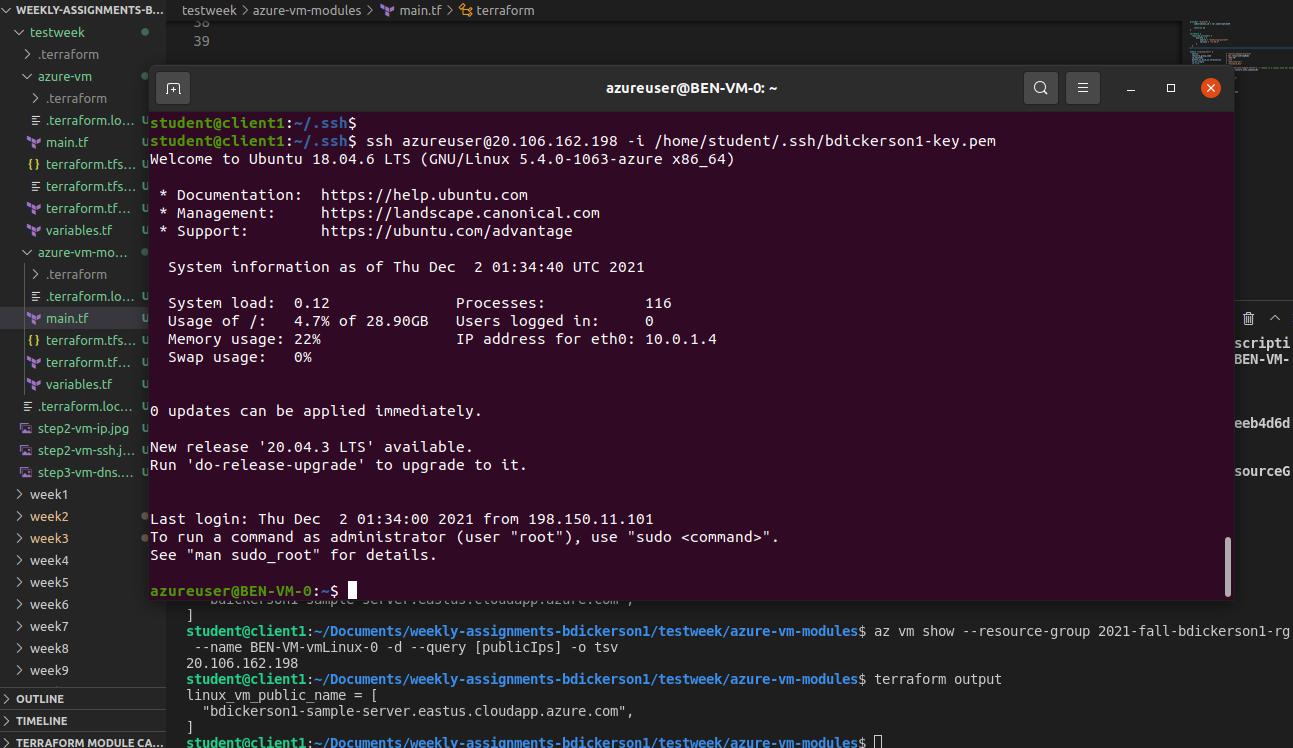 WEEKLY-ASSIGNMENTS-B...
testweek
.terraform
azure-vm
.terraform
.terraform.lo... U
main.tf U
terraform.tfs... U
terraform.tfs... U
terraform.tf... U
variables.tf U
azure-vm-mo...
.terraform
.terraform.lo... U
main.tf U
terraform.tfs... U
terraform.tf... U
variables.tf U
.terraform.loc... U
step2-vm-ip.jpg U
step2-vm-ssh.j... U
step3-vm-dns.... U
week1
week2
week3
week4
week5
week6
week7
week8
week9
OUTLINE
TIMELINE
TERRAFORM MODULE CA...
testweek > azure-vm-modules > main.tf > terraform
38
39
azureuser@BEN-VM-0: ~
student@client1:~/.ssh$
student@client1:~/.ssh$ ssh azureuser@20.106.162.198 -i /home/student/.ssh/bdickerson1-key.pem
Welcome to Ubuntu 18.04.6 LTS (GNU/Linux 5.4.0-1063-azure x86_64)
* Documentation: https://help.ubuntu.com
* Management: https://landscape.canonical.com
* Support: https://ubuntu.com/advantage
System information as of Thu Dec 2 01:34:40 UTC 2021
System load: 0.12 Processes: 116
Usage of /: 4.7% of 28.90GB Users logged in: 0
Memory usage: 22% IP address for eth0: 10.0.1.4
Swap usage: 0%
0 updates can be applied immediately.
New release '20.04.3 LTS' available.
Run 'do-release-upgrade' to upgrade to it.
Last login: Thu Dec 2 01:34:00 2021 from 198.150.11.101
To run a command as administrator (user "root"), use "sudo <command>".
See "man sudo_root" for details.
azureuser@BEN-VM-0:~$
scripti
BEN-VM-
eeb4d6d
sourceG
"bdickerson1-sample-server.eastus.cloudapp.azure.com",
]
student@client1:~/Documents/weekly-assignments-bdickerson1/testweek/azure-vm-modules$ az vm show --resource-group 2021-fall-bdickerson1-rg
--name BEN-VM-vmLinux-0 -d --query [publicIps] -o tsv
20.106.162.198
student@client1:~/Documents/weekly-assignments-bdickerson1/testweek/azure-vm-modules$ terraform output
linux_vm_public_name = [
"bdickerson1-sample-server.eastus.cloudapp.azure.com",
]
student@client1:~/Documents/weekly-assignments-bdickerson1/testweek/azure-vm-modules$